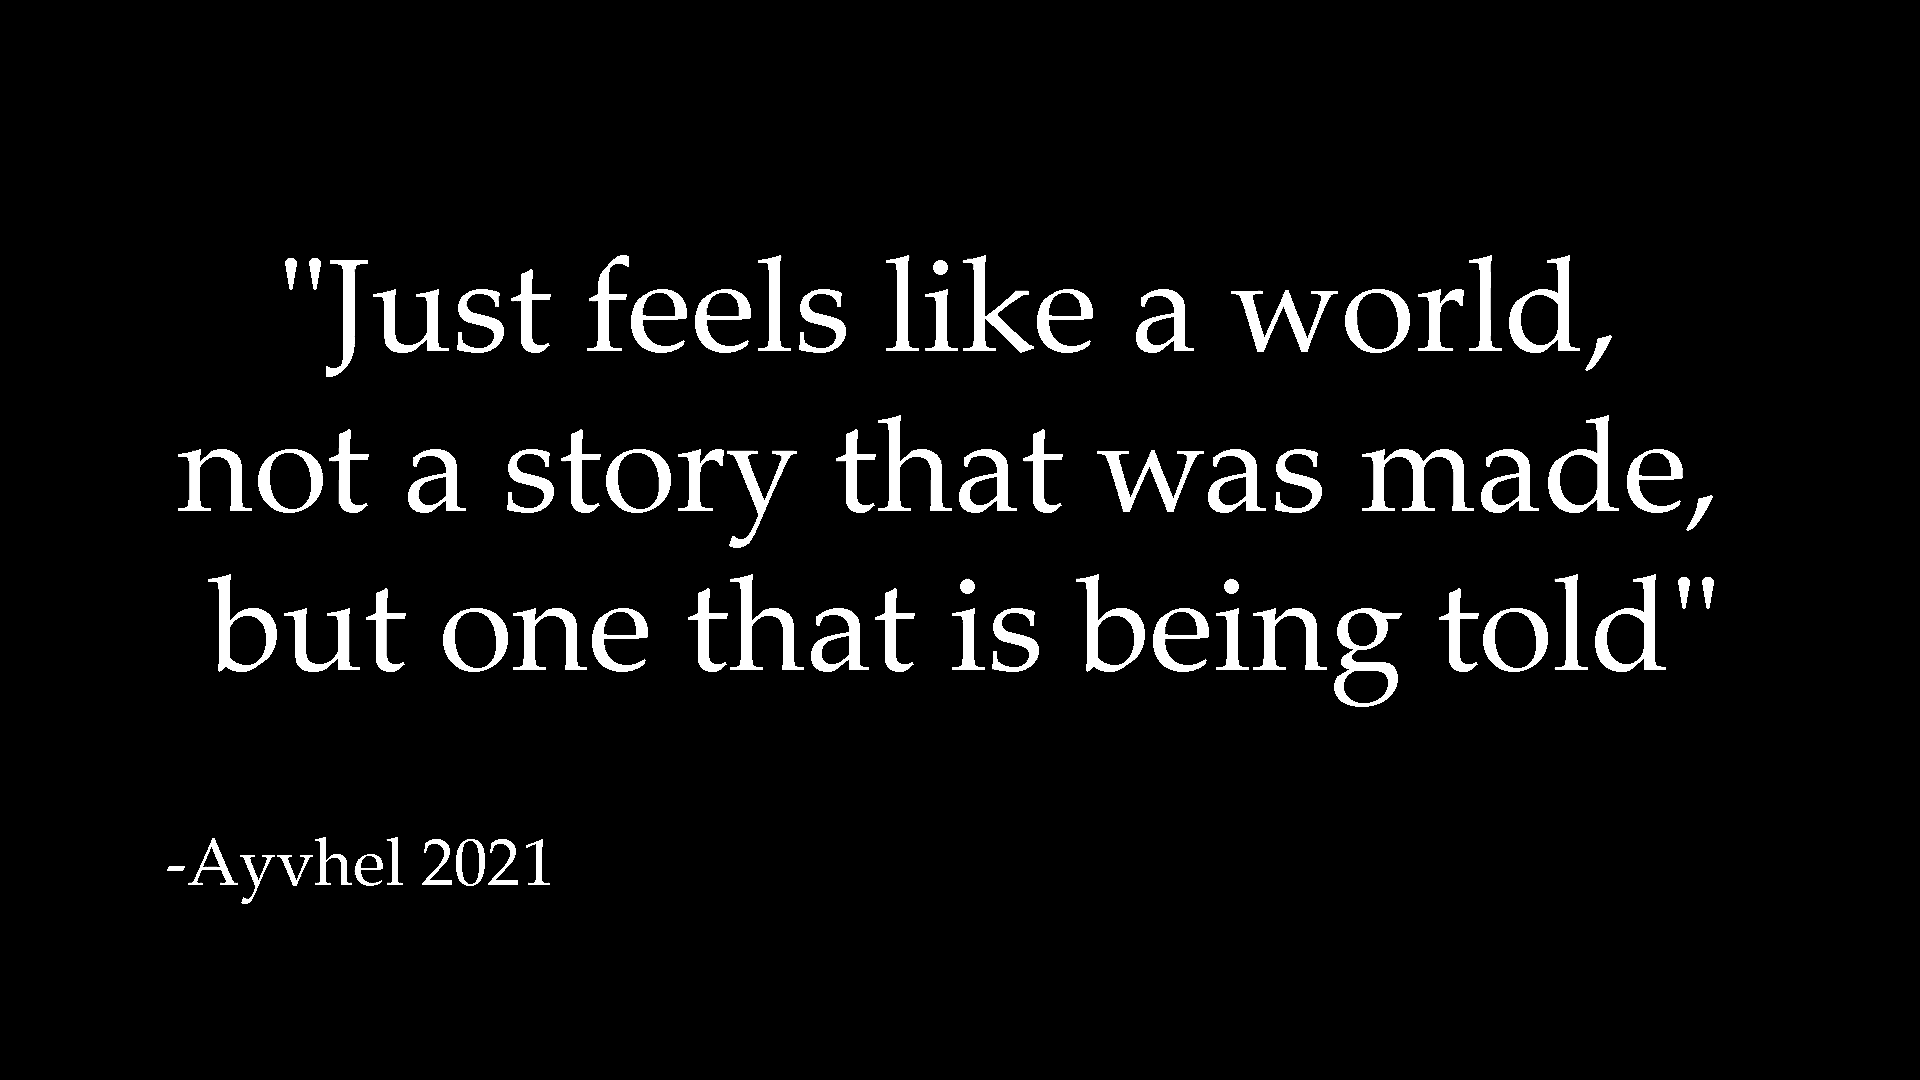 "Just feels like a world,
not a story that was made,
but one that is being told"
-Ayvhel 2021